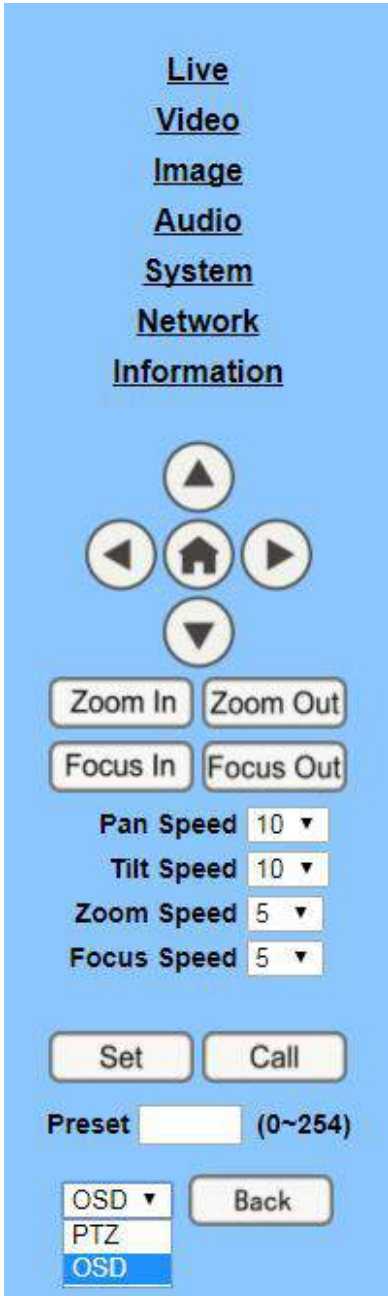 Live
Video
Image
Audio
System
Network
Information
Zoom In Zoom Out
Focus In Focus Out
Pan Speed 10
Tilt Speed 10
Zoom Speed 5
Focus Speed 5
Set Call
Preset (0~254)
OSD Back
PTZ
OSD